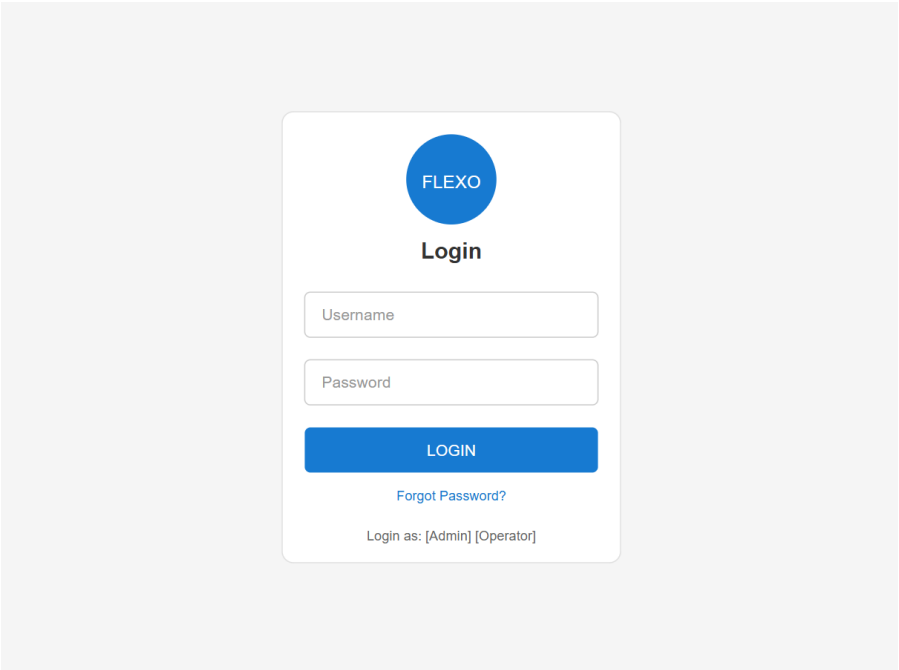 FLEXO
Login
Username
Password
LOGIN
Forgot Password?
Login as: [Admin] [Operator]